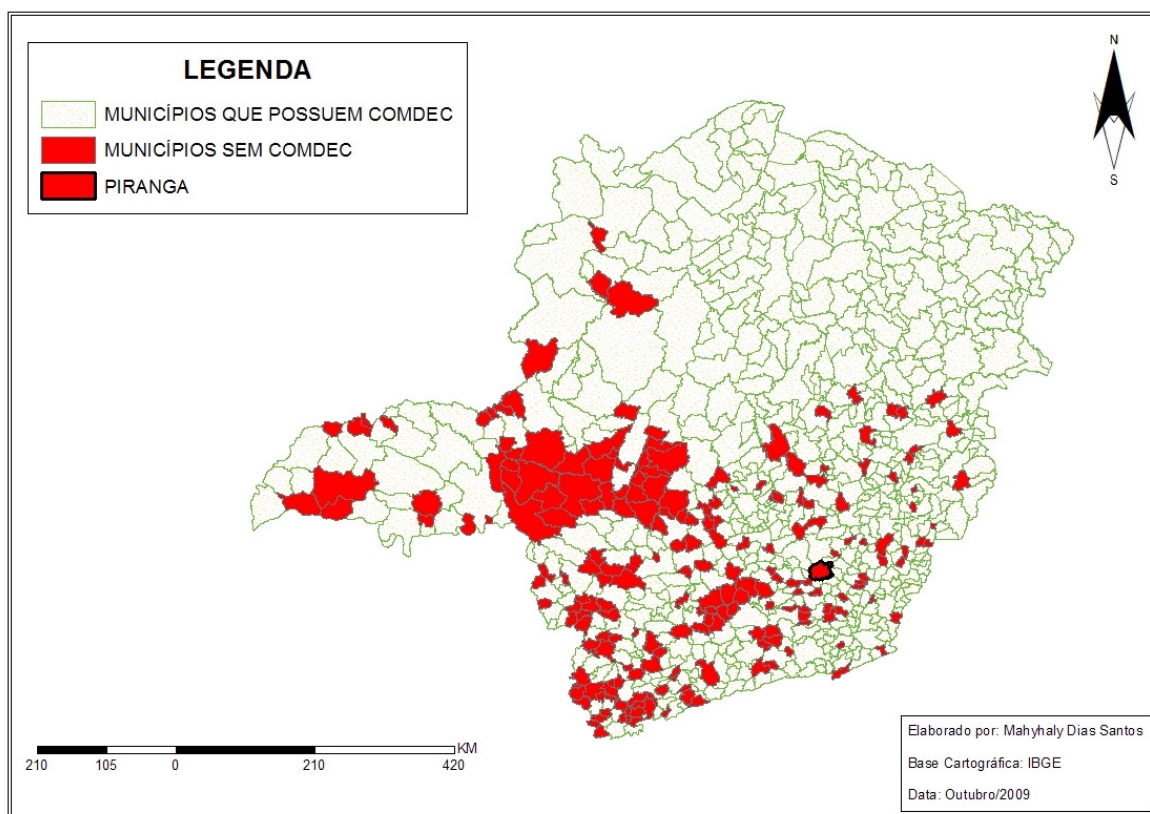 LEGENDA
MUNICÍPIOS QUE POSSUEM COMDEC
MUNICÍPIOS SEM COMDEC
PIRANGA
N
S
KM
210 105 0 210 420
Elaborado por: Mahyhaly Dias Santos
Base Cartográfica: IBGE
Data: Outubro/2009